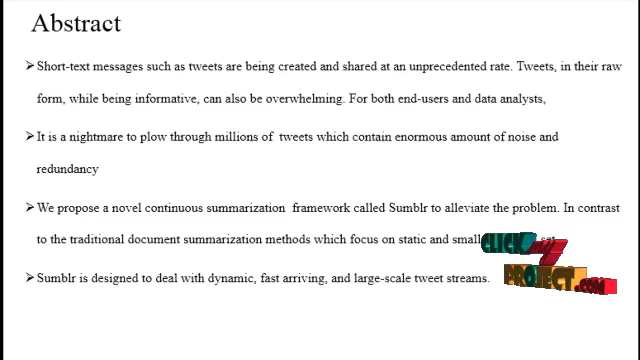 Abstract
➢Short-text messages such as tweets are being created and shared at an unprecedented rate. Tweets, in their raw
form, while being informative, can also be overwhelming. For both end-users and data analysts,
➢It is a nightmare to plow through millions of tweets which contain enormous amount of noise and
redundancy
➢We propose a novel continuous summarization framework called Sumblr to alleviate the problem. In contrast
to the traditional document summarization methods which focus on static and small
➢Sumblr is designed to deal with dynamic, fast arriving, and large-scale tweet streams.
CLICK
MY
PROJECT.COM